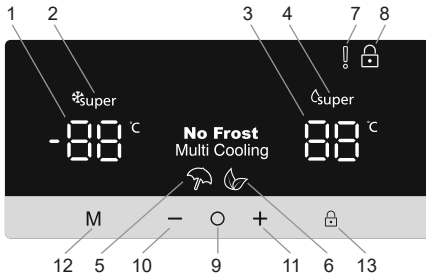 1 2 3 4 7 8
super super
-88 °C 88 °C
No Frost
Multi Cooling
M − ○ +
12 5 10 9 11 6 13